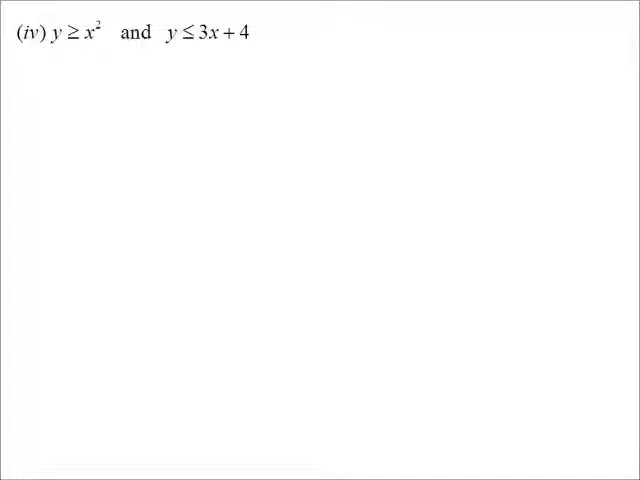 (iv) y ≥ x² and y ≤ 3x + 4